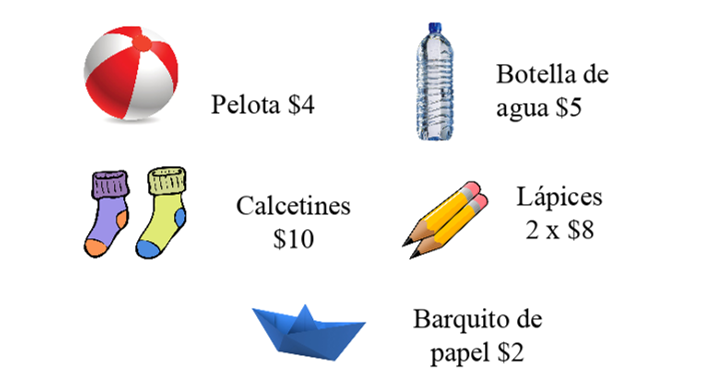 Pelota $4
Botella de
agua $5
Calcetines
$10
Lápices
2 x $8
Barquito de
papel $2